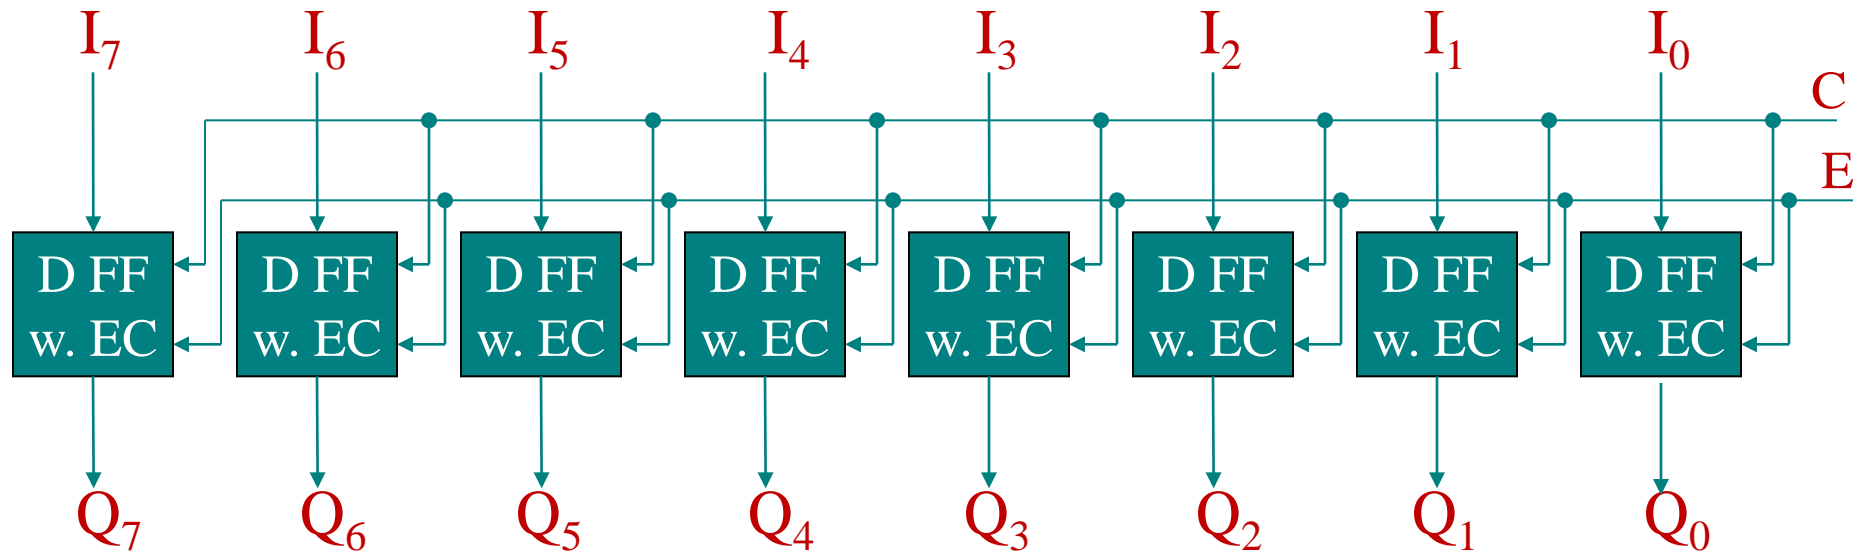 I₇ I₆ I₅ I₄ I₃ I₂ I₁ I₀
C
E
D FF D FF D FF D FF D FF D FF D FF D FF
w. EC w. EC w. EC w. EC w. EC w. EC w. EC w. EC
Q₇ Q₆ Q₅ Q₄ Q₃ Q₂ Q₁ Q₀